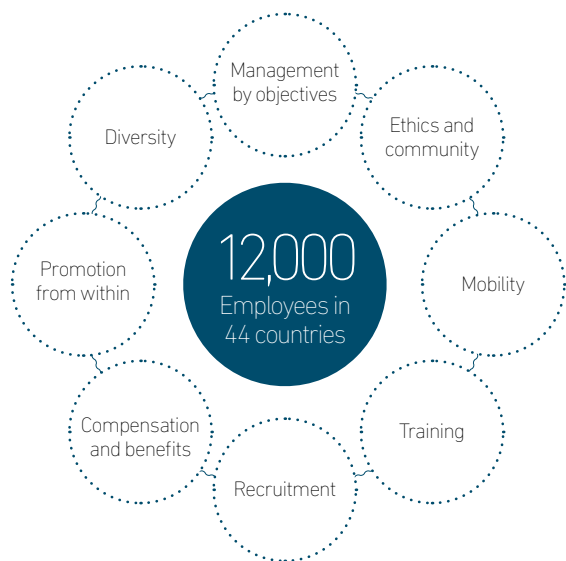 Management
by objectives
Ethics and
community
Diversity
12,000
Employees in
44 countries
Promotion
from within
Mobility
Compensation
and benefits
Training
Recruitment